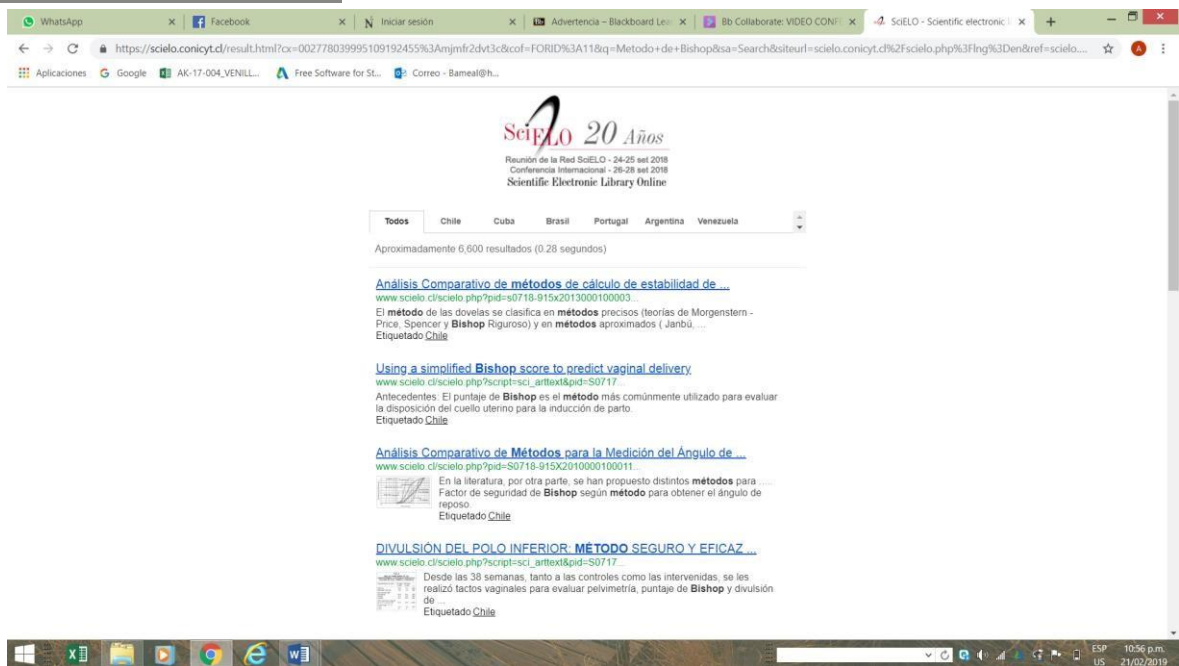 WhatsApp
Facebook
Iniciar sesión
Advertencia – Blackboard Lear
Bb Collaborate: VIDEO CONF
SciELO - Scientific electronic l
https://scielo.conicyt.cl/result.html?cx=002778039995109192455%3Amjmfr2dvt3c&cof=FORID%3A11&q=Metodo+de+Bishop&sa=Search&siteurl=scielo.conicyt.cl%2Fscielo.php%3Flng%3Den&ref=scielo....
A
Aplicaciones
Google
AK-17-004_VENILL...
Free Software for St...
Correo - Bameal@h...
SciELO 20 Años
Reunión de la Red SciELO - 24-25 set 2018
Conferencia Internacional - 26-28 set 2018
Scientific Electronic Library Online
Todos Chile Cuba Brasil Portugal Argentina Venezuela
Aproximadamente 6,600 resultados (0.28 segundos)
Análisis Comparativo de métodos de cálculo de estabilidad de ...
www.scielo.cl/scielo.php?pid=s0718-915x2013000100003...
El método de las dovelas se clasifica en métodos precisos (teorías de Morgenstern -
Price, Spencer y Bishop Riguroso) y en métodos aproximados ( Janbú, ...
Etiquetado Chile
Using a simplified Bishop score to predict vaginal delivery
www.scielo.cl/scielo.php?script=sci_arttext&pid=S0717...
Antecedentes: El puntaje de Bishop es el método más comúnmente utilizado para evaluar
la disposición del cuello uterino para la inducción de parto.
Etiquetado Chile
Análisis Comparativo de Métodos para la Medición del Ángulo de ...
www.scielo.cl/scielo.php?pid=S0718-915X2010000100011...
En la literatura, por otra parte, se han propuesto distintos métodos para .....
Factor de seguridad de Bishop según método para obtener el ángulo de
reposo.
Etiquetado Chile
DIVULSIÓN DEL POLO INFERIOR: MÉTODO SEGURO Y EFICAZ ...
www.scielo.cl/scielo.php?script=sci_arttext&pid=S0717...
Desde las 38 semanas, tanto a las controles como las intervenidas, se les
realizó tactos vaginales para evaluar pelvimetría, puntaje de Bishop y divulsión
de ...
Etiquetado Chile
ESP 10:56 p.m.
US 21/02/2019